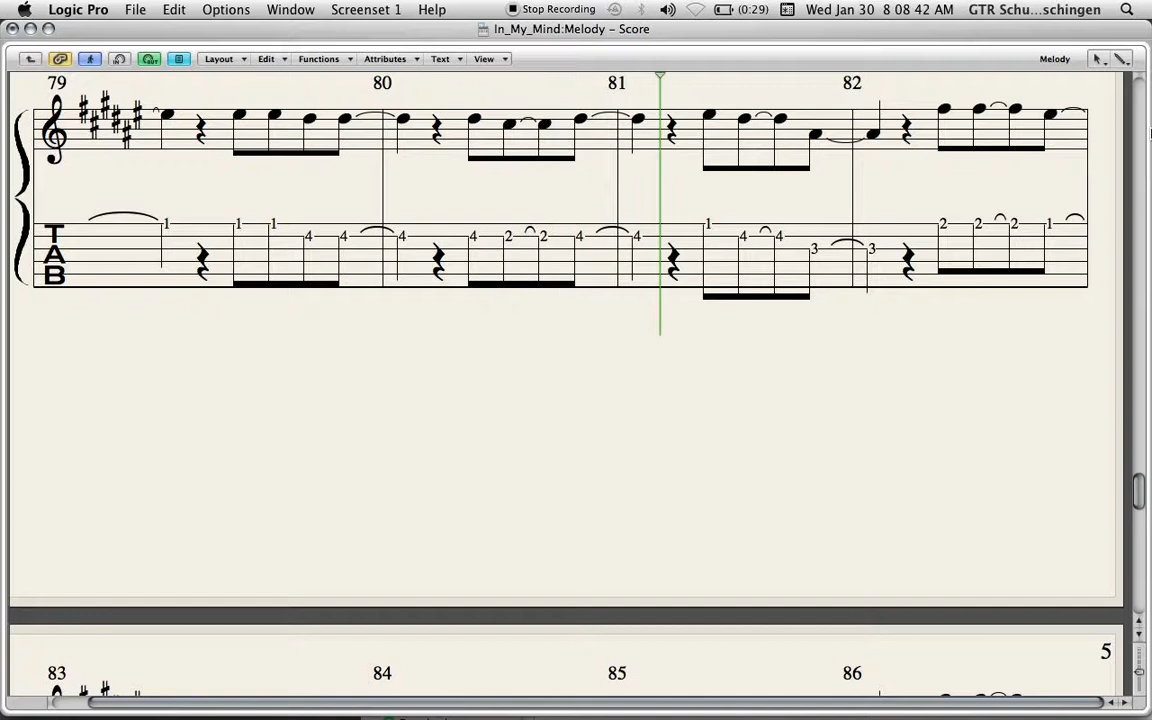 Logic Pro File Edit Options Window Screenset 1 Help Stop Recording (0:29) Wed Jan 30 8 08 42 AM GTR Schu...schingen
In_My_Mind:Melody – Score
OUT Layout Edit Functions Attributes Text View Melody
79 80 81 82
1 1 1 4 4 4 4 2 2 4 4 1 4 4 3 3 2 2 2 1
T
A
B
5
83 84 85 86